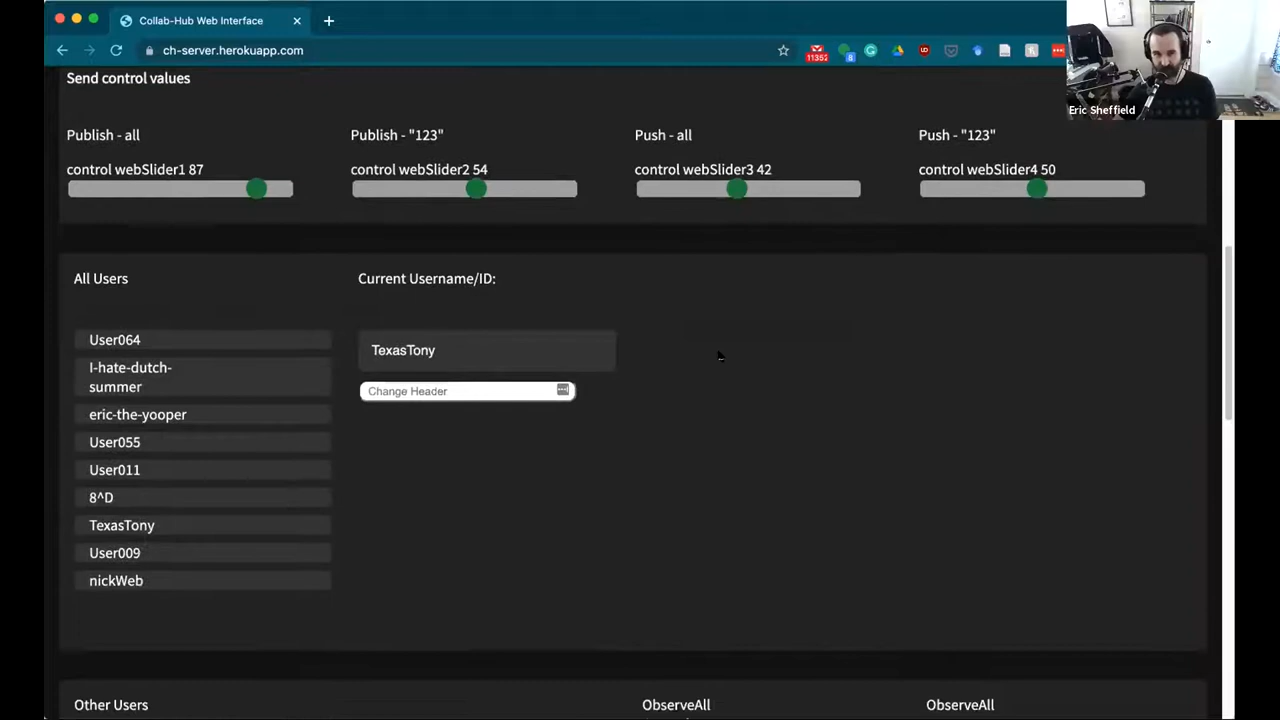 Collab-Hub Web Interface
ch-server.herokuapp.com
11352
8
Eric Sheffield
Send control values
Publish - all
Publish - "123"
Push - all
Push - "123"
control webSlider1 87
control webSlider2 54
control webSlider3 42
control webSlider4 50
All Users
Current Username/ID:
User064
I-hate-dutch-
summer
eric-the-yooper
User055
User011
8^D
TexasTony
User009
nickWeb
TexasTony
Change Header
Other Users
ObserveAll
ObserveAll